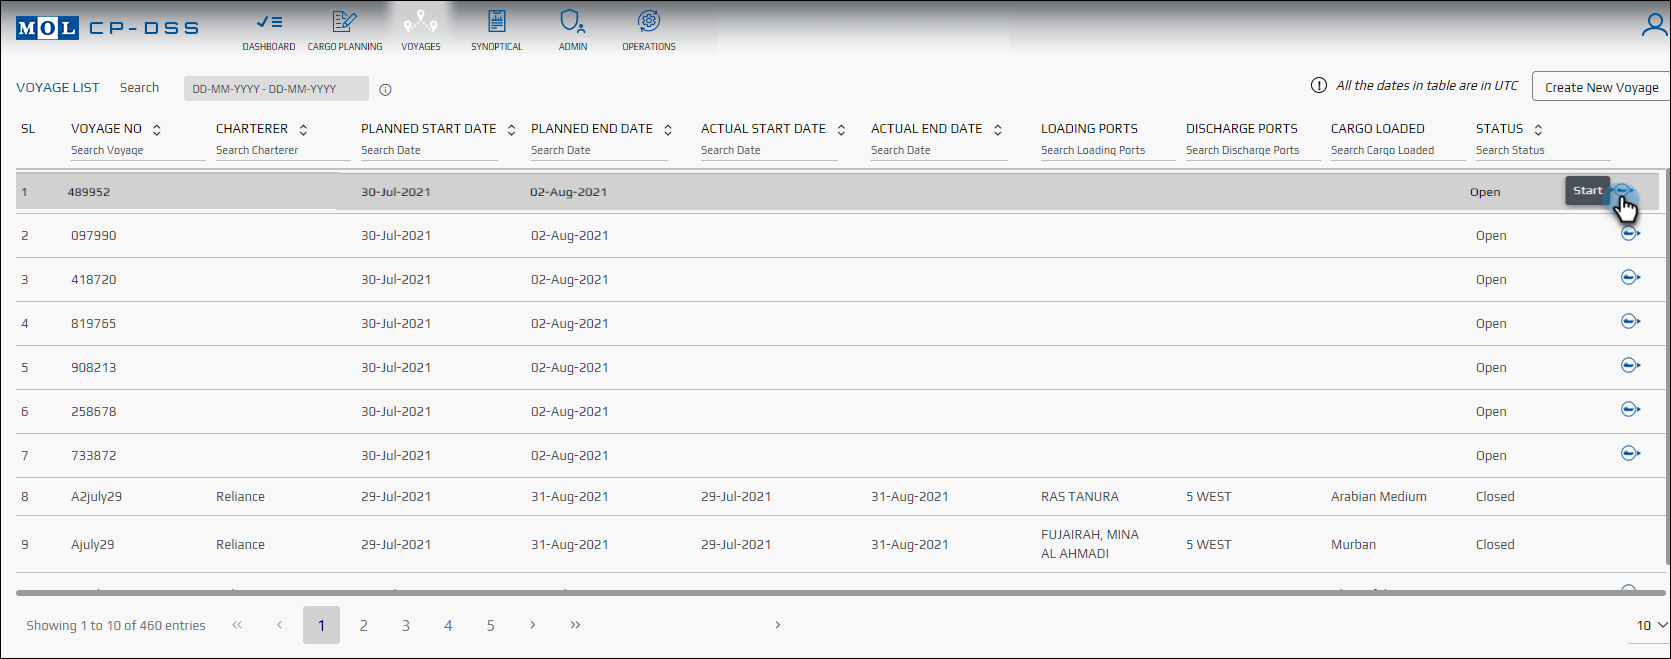 MOL CP-DSS
DASHBOARD CARGO PLANNING VOYAGES SYNOPTICAL ADMIN OPERATIONS
VOYAGE LIST Search DD-MM-YYYY - DD-MM-YYYY All the dates in table are in UTC Create New Voyage
SL VOYAGE NO CHARTERER PLANNED START DATE PLANNED END DATE ACTUAL START DATE ACTUAL END DATE LOADING PORTS DISCHARGE PORTS CARGO LOADED STATUS
Search Voyage Search Charterer Search Date Search Date Search Date Search Date Search Loading Ports Search Discharge Ports Search Cargo Loaded Search Status
1 489952 30-Jul-2021 02-Aug-2021 Open Start
2 097990 30-Jul-2021 02-Aug-2021 Open
3 418720 30-Jul-2021 02-Aug-2021 Open
4 819765 30-Jul-2021 02-Aug-2021 Open
5 908213 30-Jul-2021 02-Aug-2021 Open
6 258678 30-Jul-2021 02-Aug-2021 Open
7 733872 30-Jul-2021 02-Aug-2021 Open
8 A2july29 Reliance 29-Jul-2021 31-Aug-2021 29-Jul-2021 31-Aug-2021 RAS TANURA 5 WEST Arabian Medium Closed
9 Ajuly29 Reliance 29-Jul-2021 31-Aug-2021 29-Jul-2021 31-Aug-2021 FUJAIRAH, MINA 5 WEST Murban Closed
AL AHMADI
Showing 1 to 10 of 460 entries « ‹ 1 2 3 4 5 › » › 10